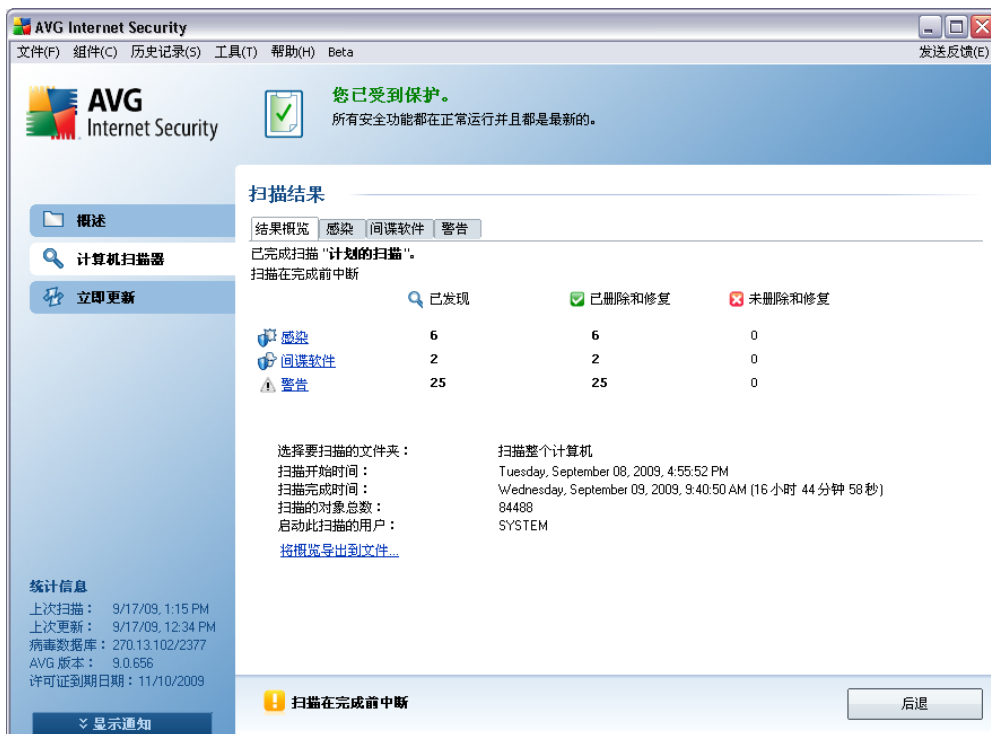 AVG Internet Security
文件(F) 组件(C) 历史记录(S) 工具(T) 帮助(H) Beta 发送反馈(E)
AVG
Internet Security
您已受到保护。
所有安全功能都在正常运行并且都是最新的。
概述
计算机扫描器
立即更新
扫描结果
结果概览 感染 间谍软件 警告
已完成扫描 "计划的扫描"。
扫描在完成前中断
已发现 已删除和修复 未删除和修复
感染 6 6 0
间谍软件 2 2 0
警告 25 25 0
选择要扫描的文件夹： 扫描整个计算机
扫描开始时间： Tuesday, September 08, 2009, 4:55:52 PM
扫描完成时间： Wednesday, September 09, 2009, 9:40:50 AM (16 小时 44 分钟 58 秒)
扫描的对象总数： 84488
启动此扫描的用户： SYSTEM
将概览导出到文件...
统计信息
上次扫描： 9/17/09, 1:15 PM
上次更新： 9/17/09, 12:34 PM
病毒数据库： 270.13.102/2377
AVG 版本： 9.0.656
许可证到期日期：11/10/2009
显示通知
扫描在完成前中断
后退